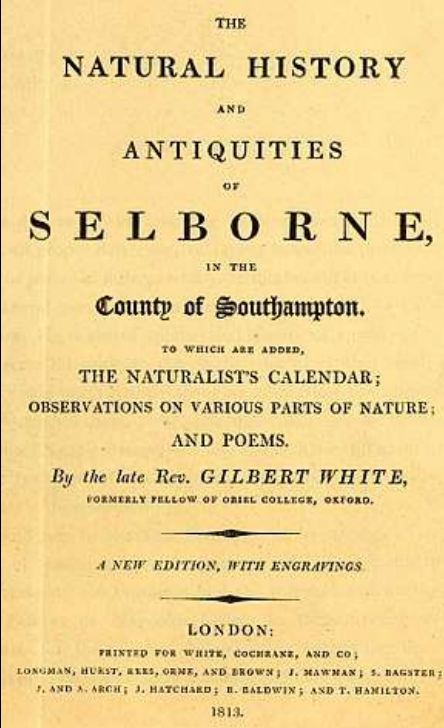 THE
NATURAL HISTORY
AND
ANTIQUITIES
OF
SELBORNE,
IN THE
County of Southampton.
TO WHICH ARE ADDED,
THE NATURALIST'S CALENDAR;
OBSERVATIONS ON VARIOUS PARTS OF NATURE;
AND POEMS.
By the late Rev. GILBERT WHITE,
FORMERLY FELLOW OF ORIEL COLLEGE, OXFORD.
A NEW EDITION, WITH ENGRAVINGS
LONDON:
PRINTED FOR WHITE, COCHRANE, AND CO;
LONGMAN, HURST, REES, ORME, AND BROWN; J. MAWMAN; S. BAGSTER;
J. AND A. ARCH; J. HATCHARD; R. BALDWIN; AND T. HAMILTON.
1813.